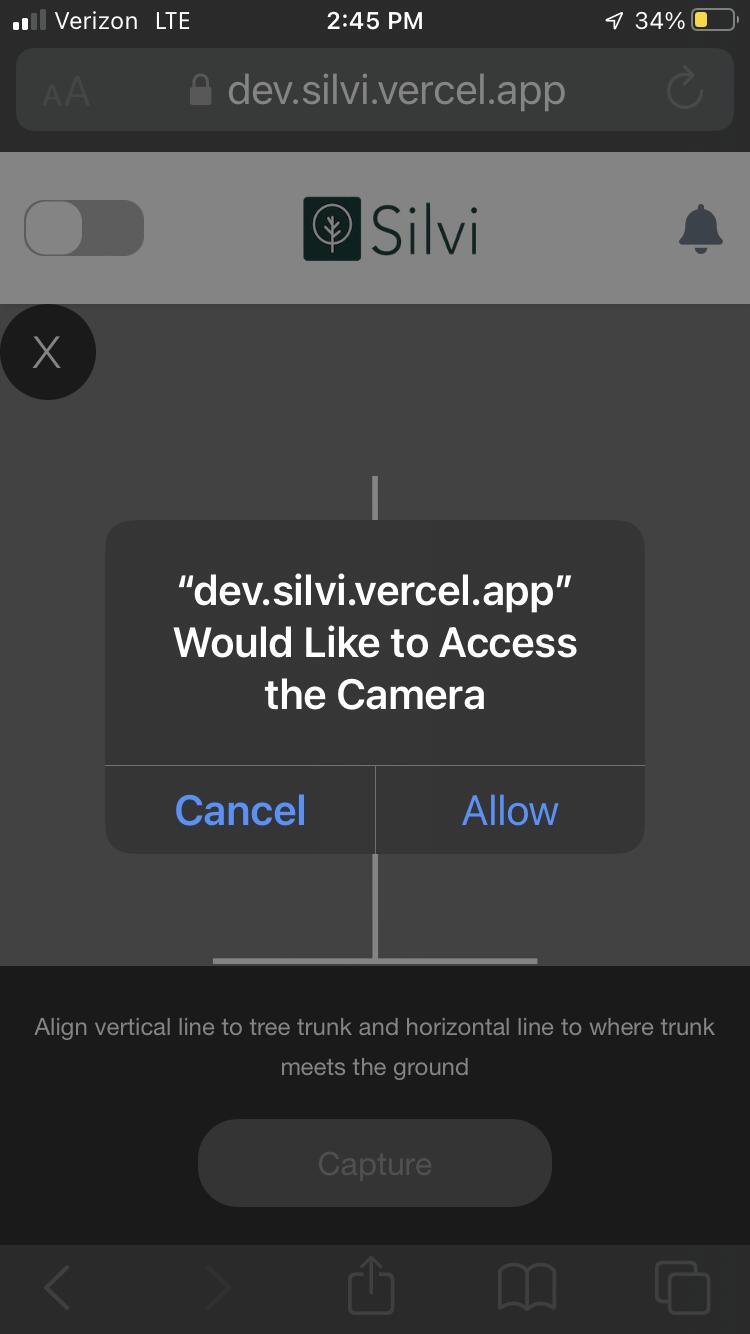 Verizon LTE 2:45 PM 34%
AA dev.silvi.vercel.app
Silvi
X
“dev.silvi.vercel.app”
Would Like to Access
the Camera
Cancel Allow
Align vertical line to tree trunk and horizontal line to where trunk
meets the ground
Capture